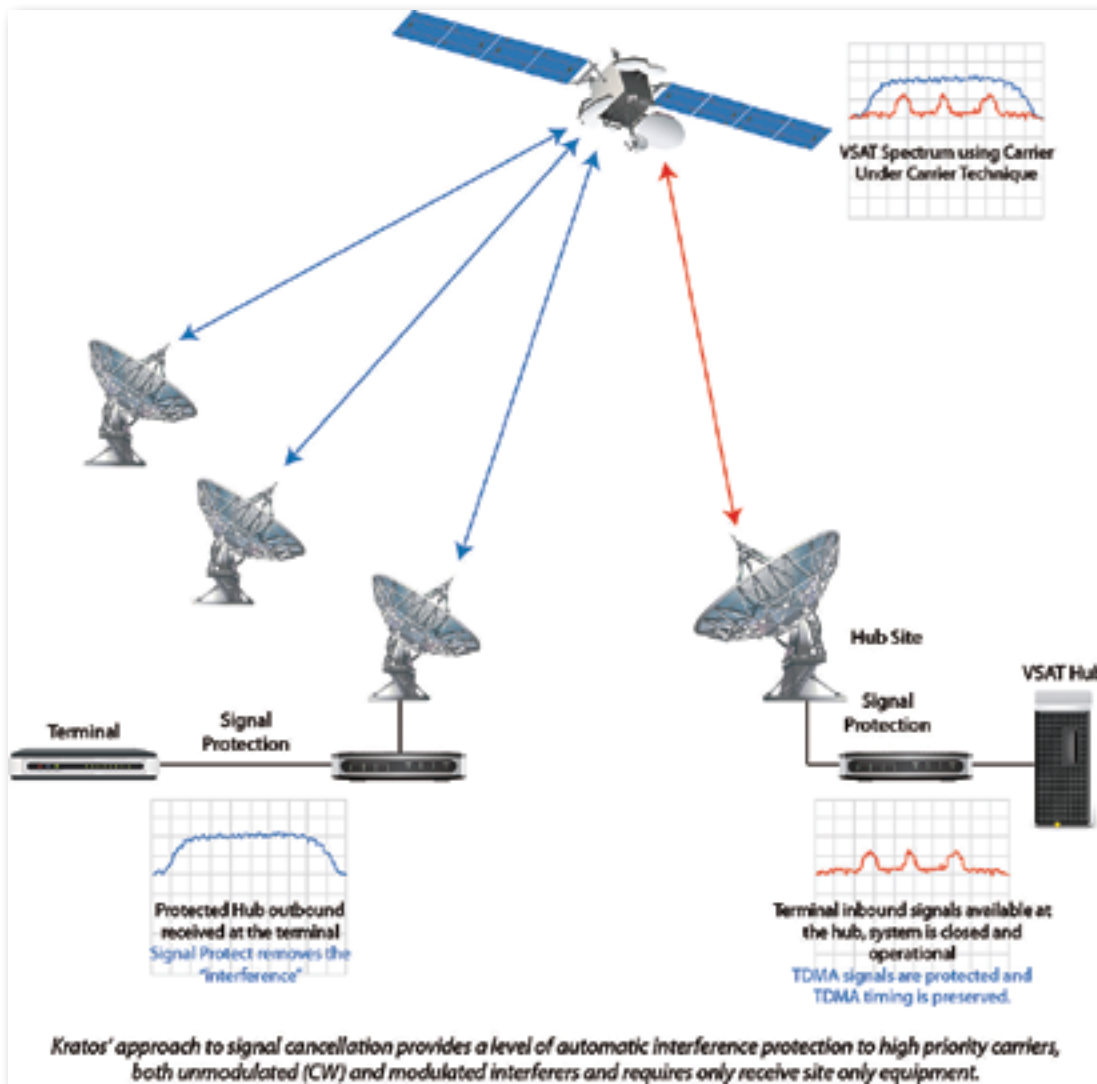 VSAT Spectrum using Carrier
Under Carrier Technique
Hub Site
VSAT Hub
Signal
Protection
Terminal
Signal
Protection
Protected Hub outbound
received at the terminal
Signal Protect removes the
"interference"
Terminal inbound signals available at
the hub, system is closed and
operational
TDMA signals are protected and
TDMA timing is preserved.
Kratos' approach to signal cancellation provides a level of automatic interference protection to high priority carriers,
both unmodulated (CW) and modulated interferers and requires only receive site only equipment.